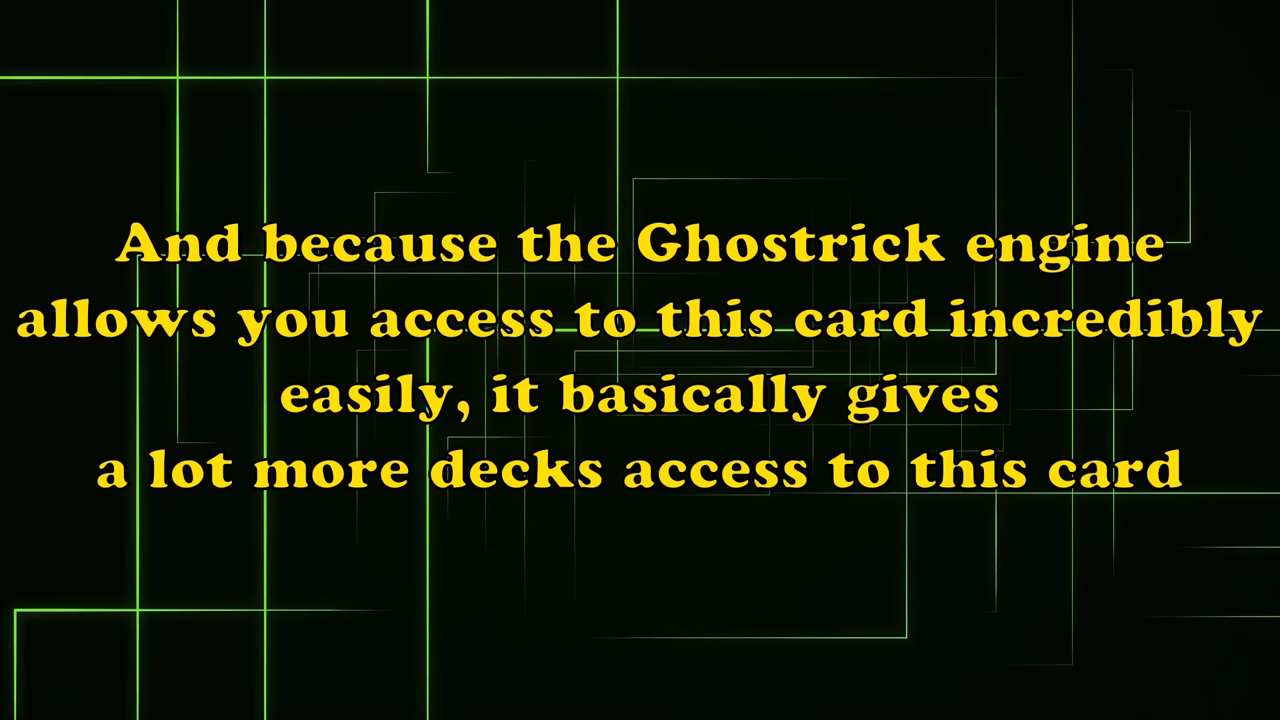 And because the Ghostrick engine
allows you access to this card incredibly
easily, it basically gives
a lot more decks access to this card